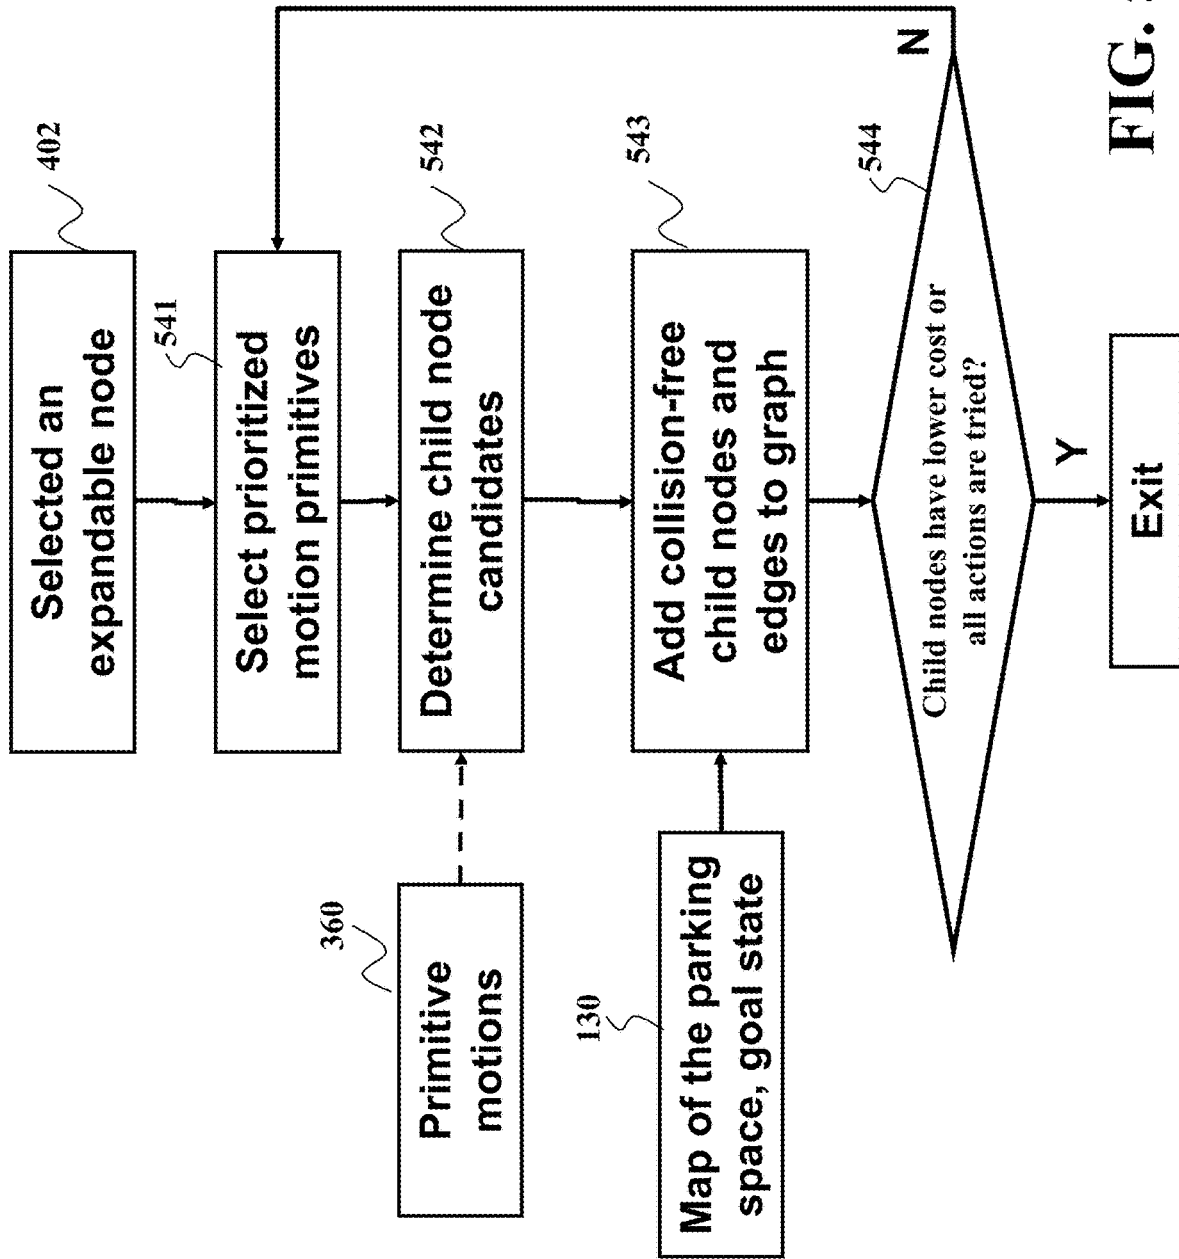 402
Selected an
expandable node
541
Select prioritized
motion primitives
542
Determine child node
candidates
360
Primitive
motions
543
Add collision-free
child nodes and
edges to graph
130
Map of the parking
space, goal state
544
Child nodes have lower cost or
all actions are tried?
N
Y
Exit
FIG.